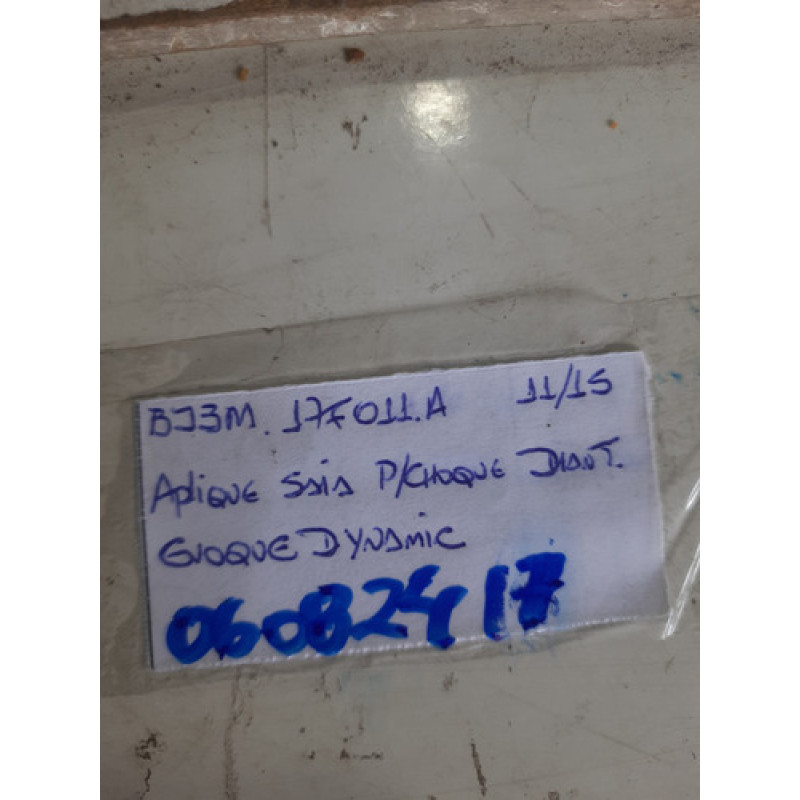 BJ3M. 17F011.A 11/15
Aplique Saia P/Choque Diant.
Evoque Dynamic
06082417